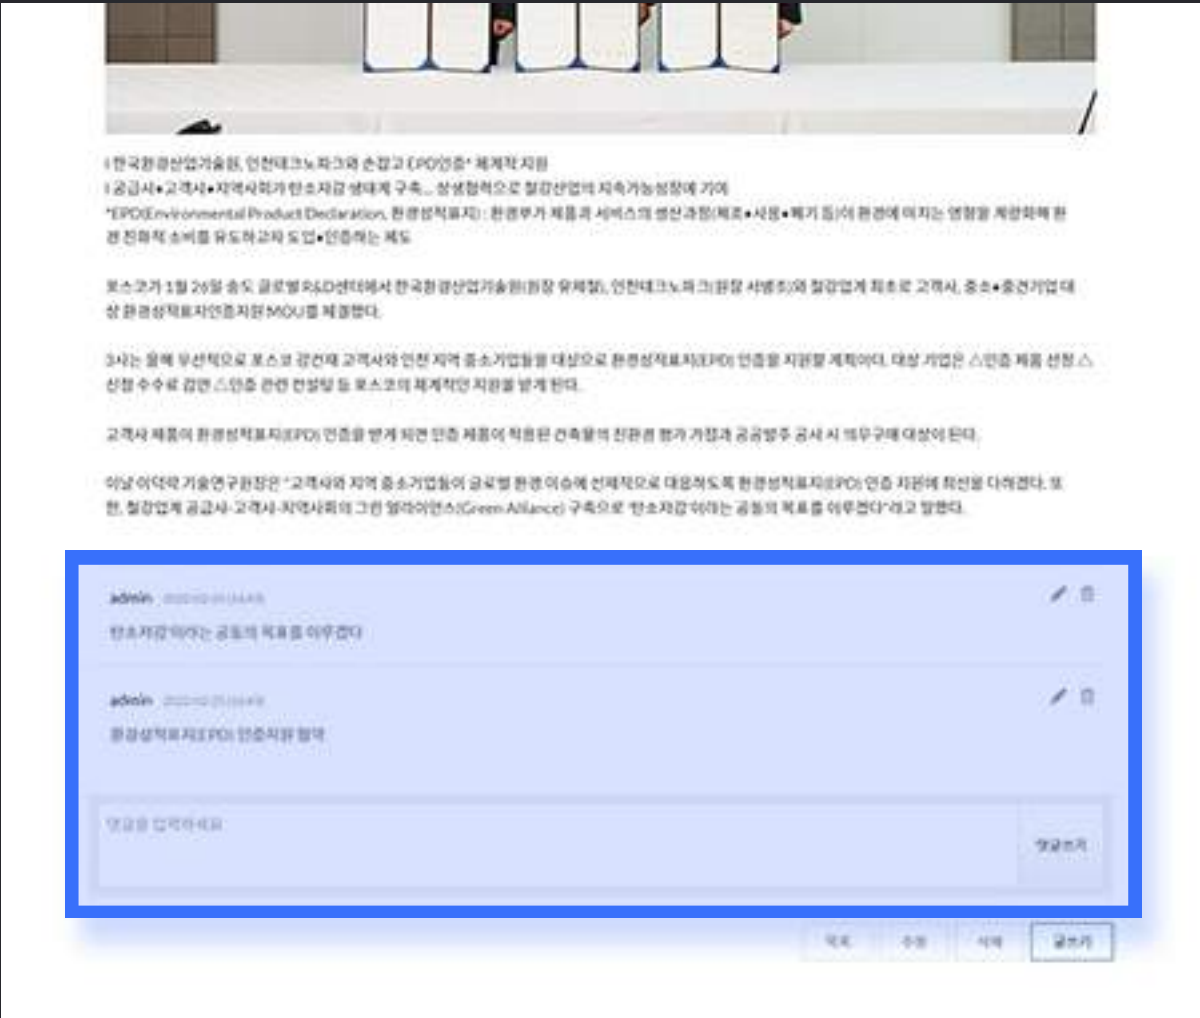 | 한국환경산업기술원, 인천테크노파크와 손잡고 EPD인증* 체계적 지원
| 공급사●고객사●지역사회가 탄소저감 생태계 구축... 상생협력으로 철강산업의 지속가능성장에 기여
*EPD(Environmental Product Declaration, 환경성적표지) : 환경부가 제품과 서비스의 생산과정(제조●사용●폐기 등)이 환경에 미치는 영향을 계량화해 환
경 친화적 소비를 유도하고자 도입●인증하는 제도
포스코가 1월 26일 송도 글로벌R&D센터에서 한국환경산업기술원(원장 유제철), 인천테크노파크(원장 서병조)와 철강업계 최초로 고객사, 중소●중견기업 대
상 환경성적표지인증지원 MOU를 체결했다.
3사는 올해 우선적으로 포스코 강건재 고객사와 인천 지역 중소기업들을 대상으로 환경성적표지(EPD) 인증을 지원할 계획이다. 대상 기업은 △인증 제품 선정 △
신청 수수료 감면 △인증 관련 컨설팅 등 포스코의 체계적인 지원을 받게 된다.
고객사 제품이 환경성적표지(EPD) 인증을 받게 되면 인증 제품이 적용된 건축물의 친환경 평가 가점과 공공발주 공사 시 의무구매 대상이 된다.
이날 이덕락 기술연구원장은 "고객사와 지역 중소기업들이 글로벌 환경 이슈에 선제적으로 대응하도록 환경성적표지(EPD) 인증 지원에 최선을 다하겠다. 또
한, 철강업계 공급사-고객사-지역사회의 그린 얼라이언스(Green Alliance) 구축으로 '탄소저감'이라는 공동의 목표를 이루겠다"라고 말했다.
admin
탄소저감'이라는 공동의 목표를 이루겠다
admin
환경성적표지(EPD) 인증지원 협약
댓글을 입력하세요
댓글쓰기
목록 수정 삭제 글쓰기